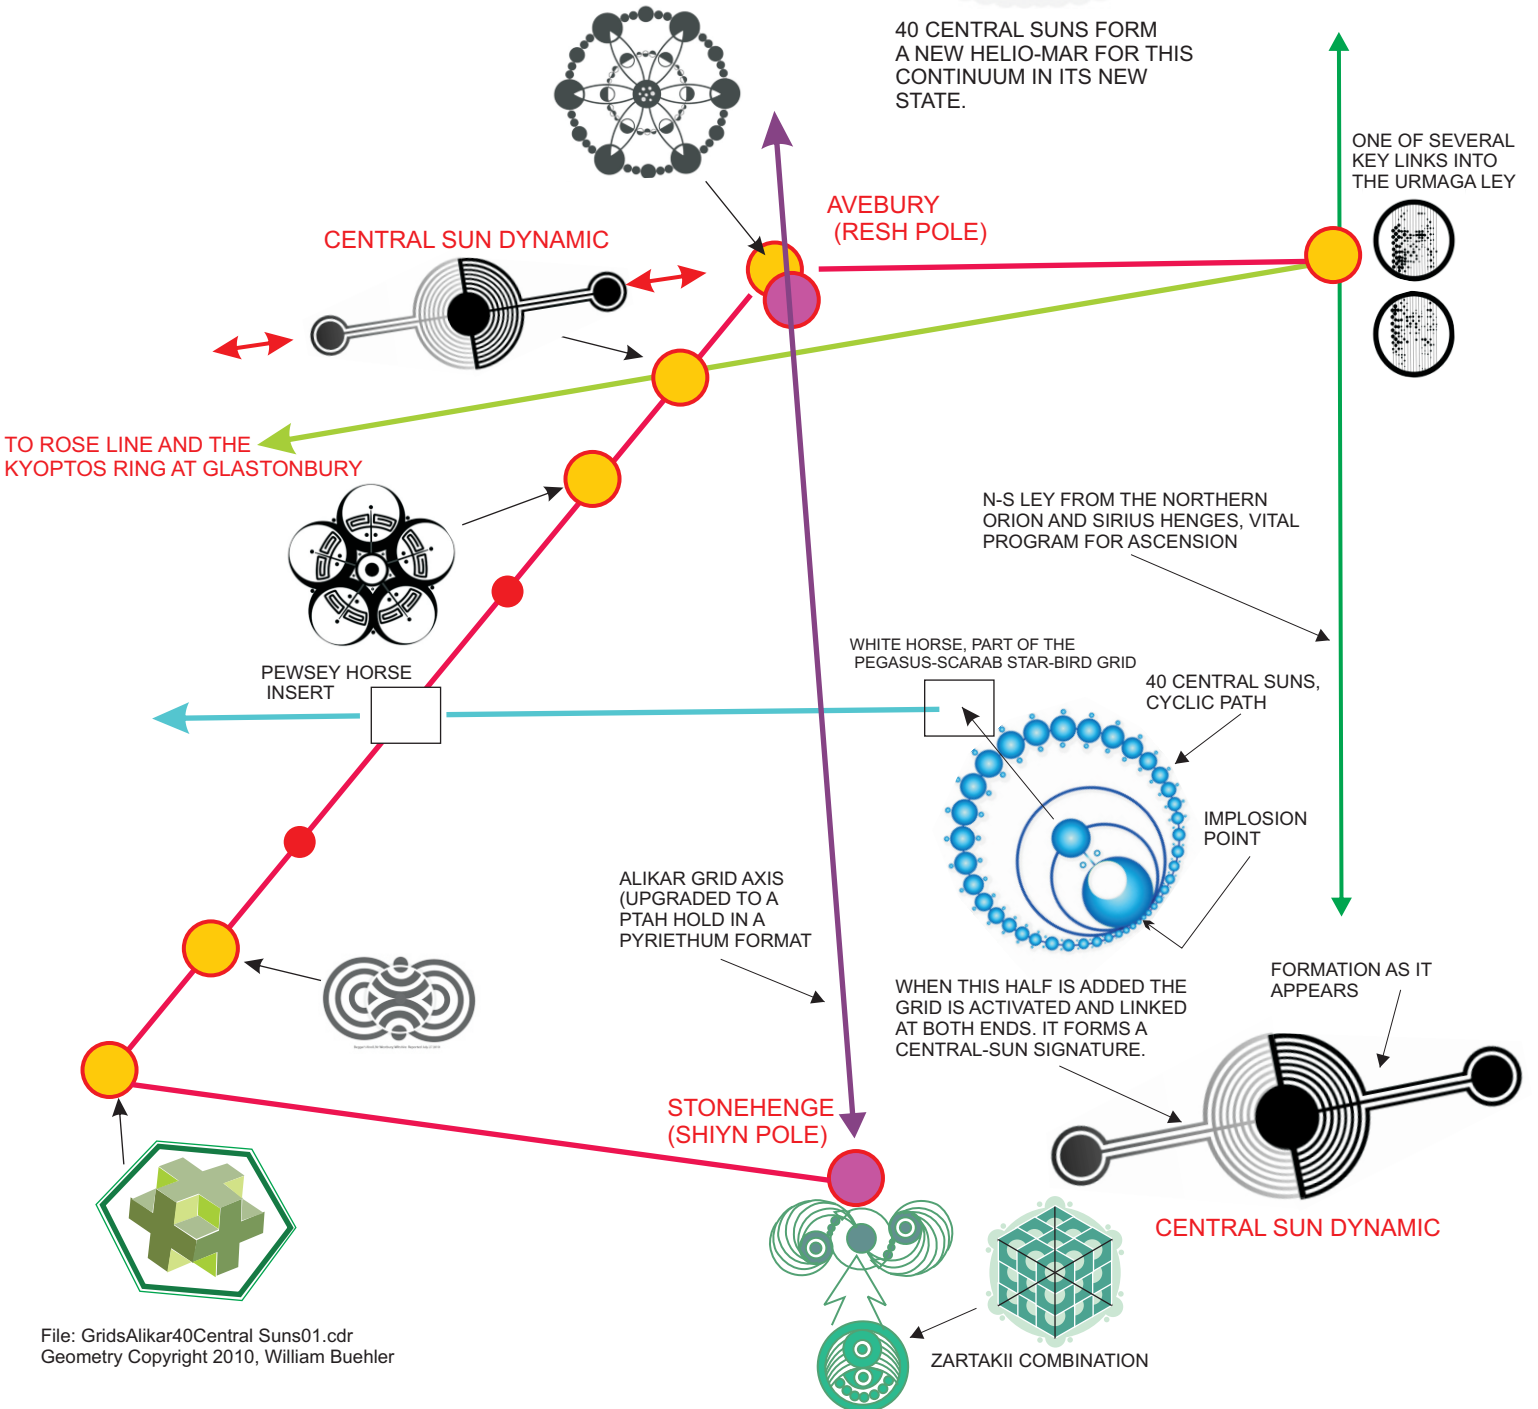 40 CENTRAL SUNS FORM
A NEW HELIO-MAR FOR THIS
CONTINUUM IN ITS NEW
STATE.
ONE OF SEVERAL
KEY LINKS INTO
THE URMAGA LEY
AVEBURY
(RESH POLE)
CENTRAL SUN DYNAMIC
TO ROSE LINE AND THE
KYOPTOS RING AT GLASTONBURY
N-S LEY FROM THE NORTHERN
ORION AND SIRIUS HENGES, VITAL
PROGRAM FOR ASCENSION
WHITE HORSE, PART OF THE
PEGASUS-SCARAB STAR-BIRD GRID
PEWSEY HORSE
INSERT
40 CENTRAL SUNS,
CYCLIC PATH
IMPLOSION
POINT
ALIKAR GRID AXIS
(UPGRADED TO A
PTAH HOLD IN A
PYRIETHUM FORMAT
WHEN THIS HALF IS ADDED THE
GRID IS ACTIVATED AND LINKED
AT BOTH ENDS. IT FORMS A
CENTRAL-SUN SIGNATURE.
FORMATION AS IT
APPEARS
STONEHENGE
(SHIYN POLE)
CENTRAL SUN DYNAMIC
ZARTAKII COMBINATION
File: GridsAlikar40Central Suns01.cdr
Geometry Copyright 2010, William Buehler